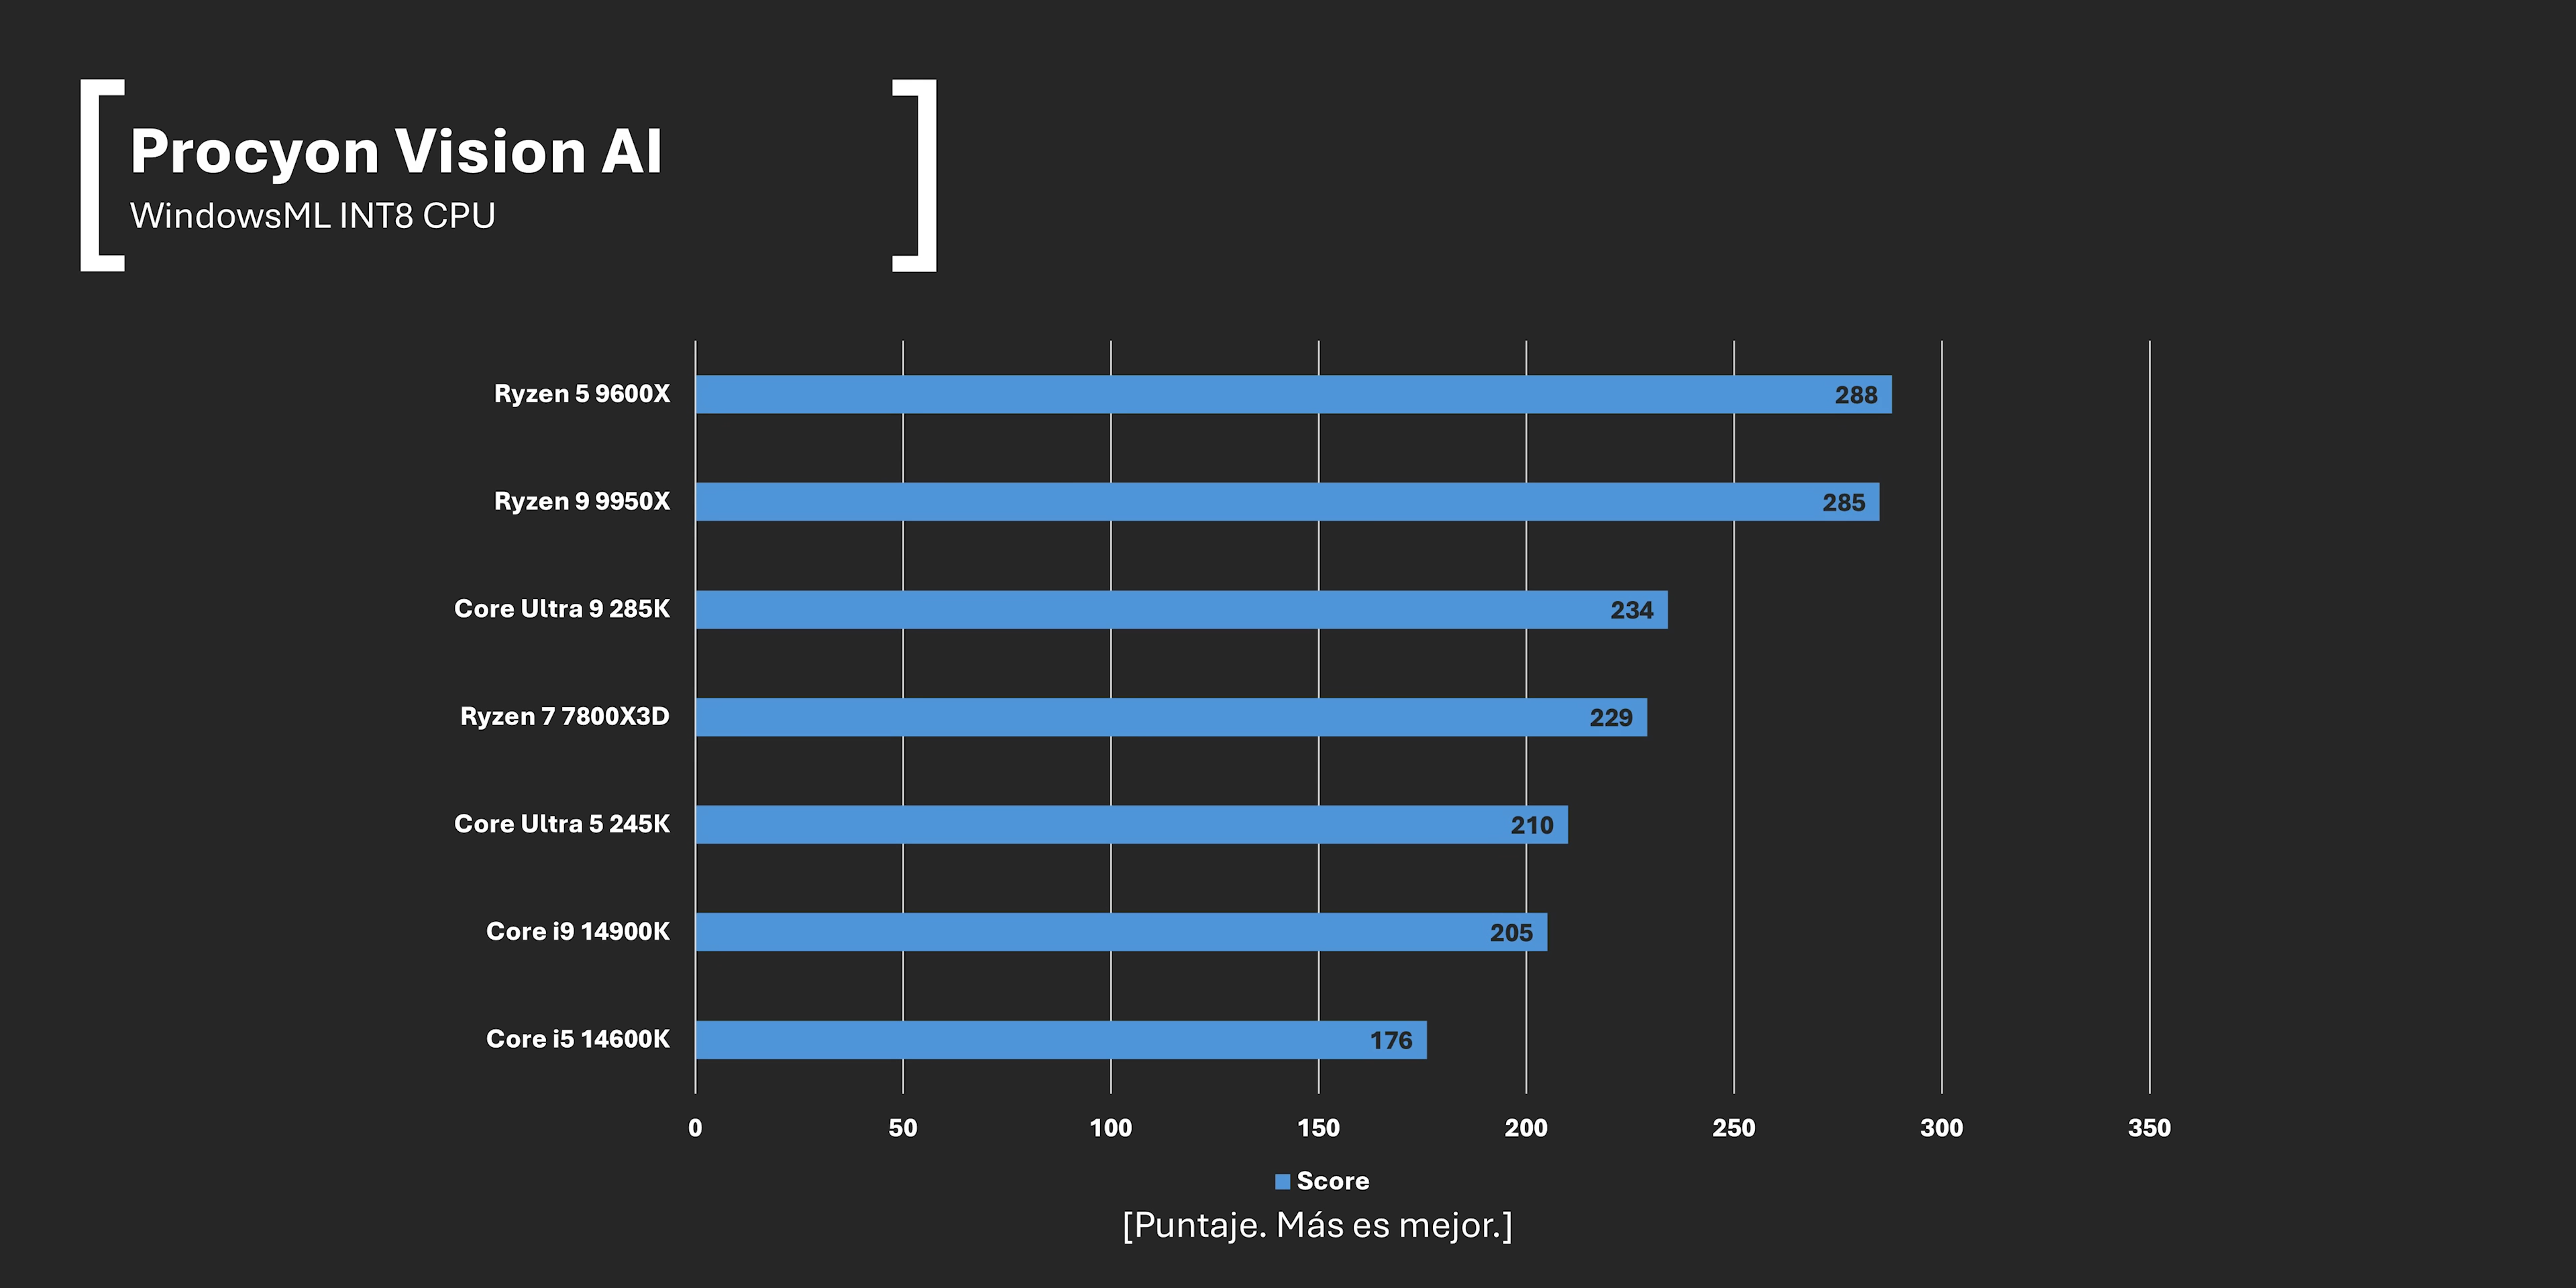 Procyon Vision AI
WindowsML INT8 CPU
Ryzen 5 9600X 288
Ryzen 9 9950X 285
Core Ultra 9 285K 234
Ryzen 7 7800X3D 229
Core Ultra 5 245K 210
Core i9 14900K 205
Core i5 14600K 176
0 50 100 150 200 250 300 350
Score
[Puntaje. Más es mejor.]